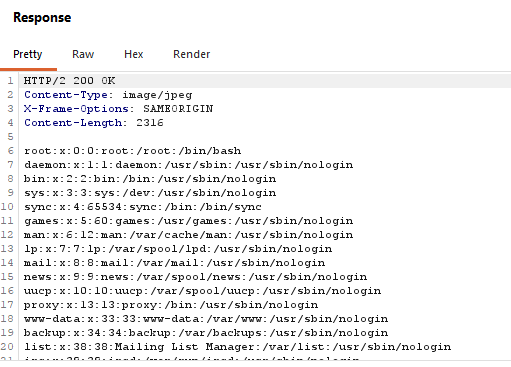 Response
Pretty Raw Hex Render
1 HTTP/2 200 OK
2 Content-Type: image/jpeg
3 X-Frame-Options: SAMEORIGIN
4 Content-Length: 2316
5
6 root:x:0:0:root:/root:/bin/bash
7 daemon:x:1:1:daemon:/usr/sbin:/usr/sbin/nologin
8 bin:x:2:2:bin:/bin:/usr/sbin/nologin
9 sys:x:3:3:sys:/dev:/usr/sbin/nologin
10 sync:x:4:65534:sync:/bin:/bin/sync
11 games:x:5:60:games:/usr/games:/usr/sbin/nologin
12 man:x:6:12:man:/var/cache/man:/usr/sbin/nologin
13 lp:x:7:7:lp:/var/spool/lpd:/usr/sbin/nologin
14 mail:x:8:8:mail:/var/mail:/usr/sbin/nologin
15 news:x:9:9:news:/var/spool/news:/usr/sbin/nologin
16 uucp:x:10:10:uucp:/var/spool/uucp:/usr/sbin/nologin
17 proxy:x:13:13:proxy:/bin:/usr/sbin/nologin
18 www-data:x:33:33:www-data:/var/www:/usr/sbin/nologin
19 backup:x:34:34:backup:/var/backups:/usr/sbin/nologin
20 list:x:38:38:Mailing List Manager:/var/list:/usr/sbin/nologin